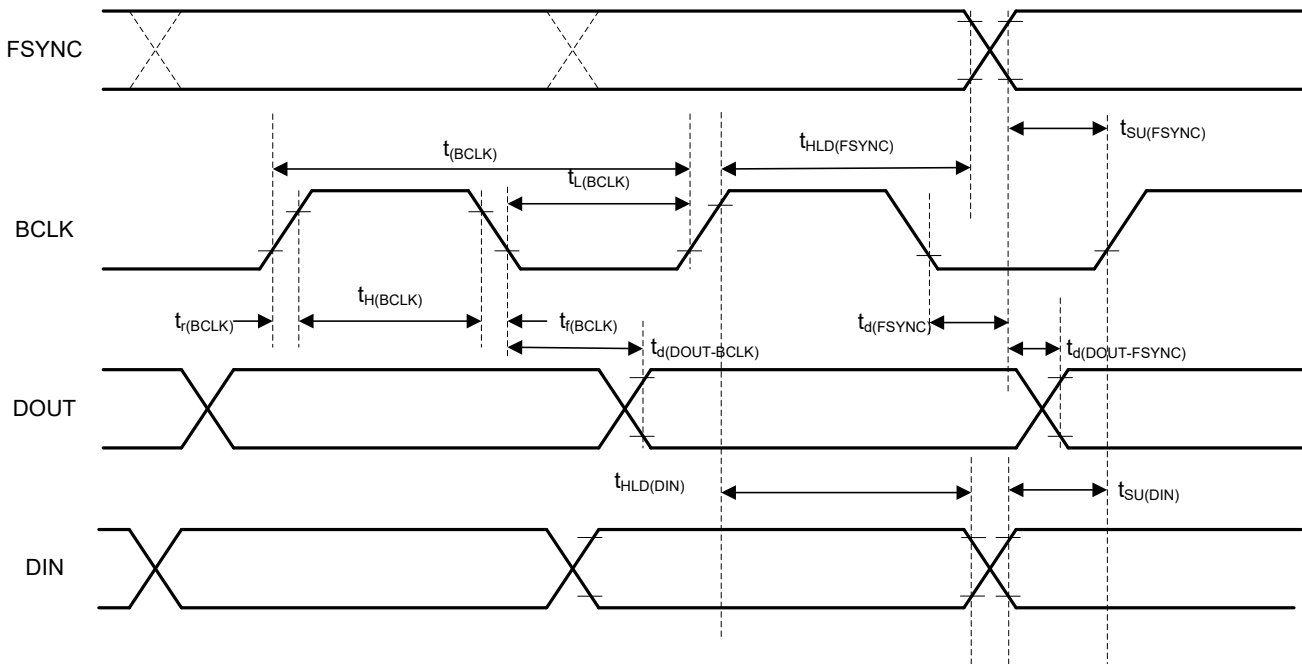 FSYNC
tSU(FSYNC)
tHLD(FSYNC)
t(BCLK)
tL(BCLK)
BCLK
tH(BCLK)
tr(BCLK)
tf(BCLK)
td(FSYNC)
td(DOUT-BCLK)
td(DOUT-FSYNC)
DOUT
tHLD(DIN)
tSU(DIN)
DIN